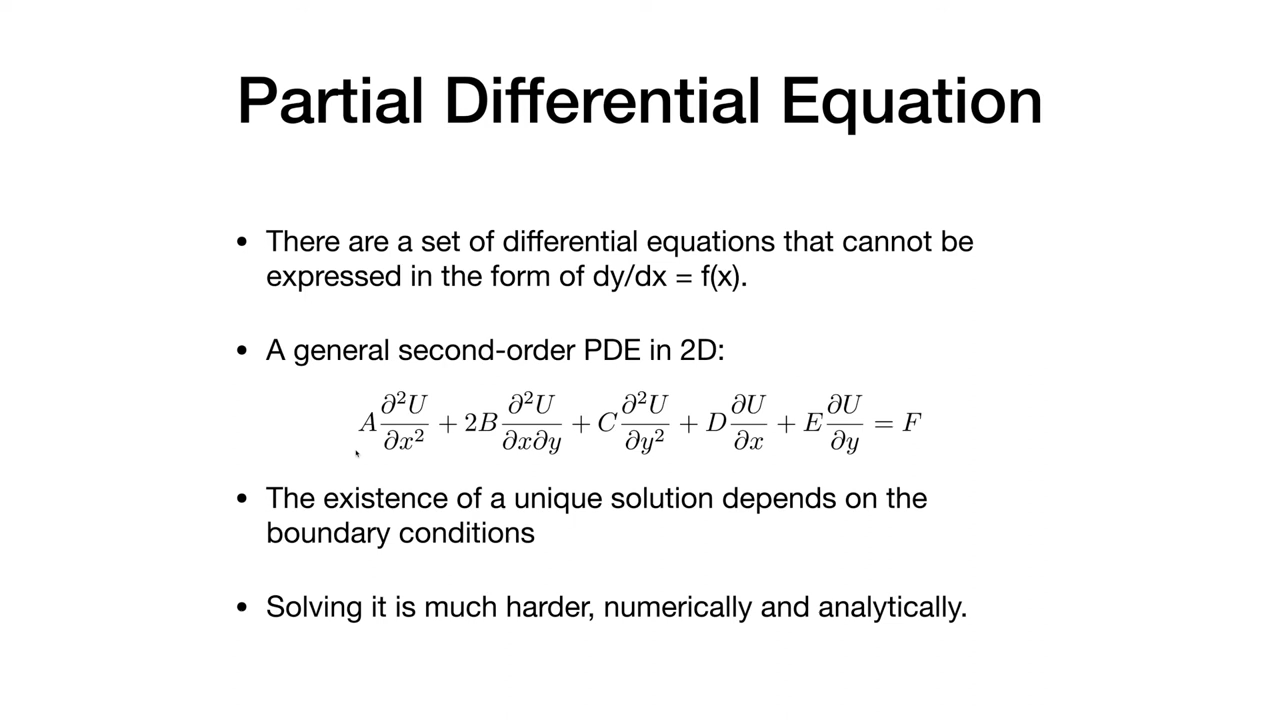 Partial Differential Equation
• There are a set of differential equations that cannot be
expressed in the form of dy/dx = f(x).
• A general second-order PDE in 2D:
A ∂²U/∂x² + 2B ∂²U/∂x∂y + C ∂²U/∂y² + D ∂U/∂x + E ∂U/∂y = F
• The existence of a unique solution depends on the
boundary conditions
• Solving it is much harder, numerically and analytically.